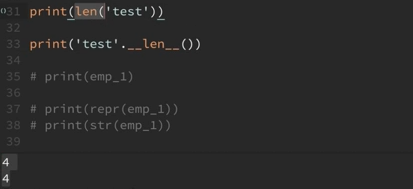 31 print(len('test'))
32
33 print('test'.__len__())
34
35 # print(emp_1)
36
37 # print(repr(emp_1))
38 # print(str(emp_1))
39
4
4